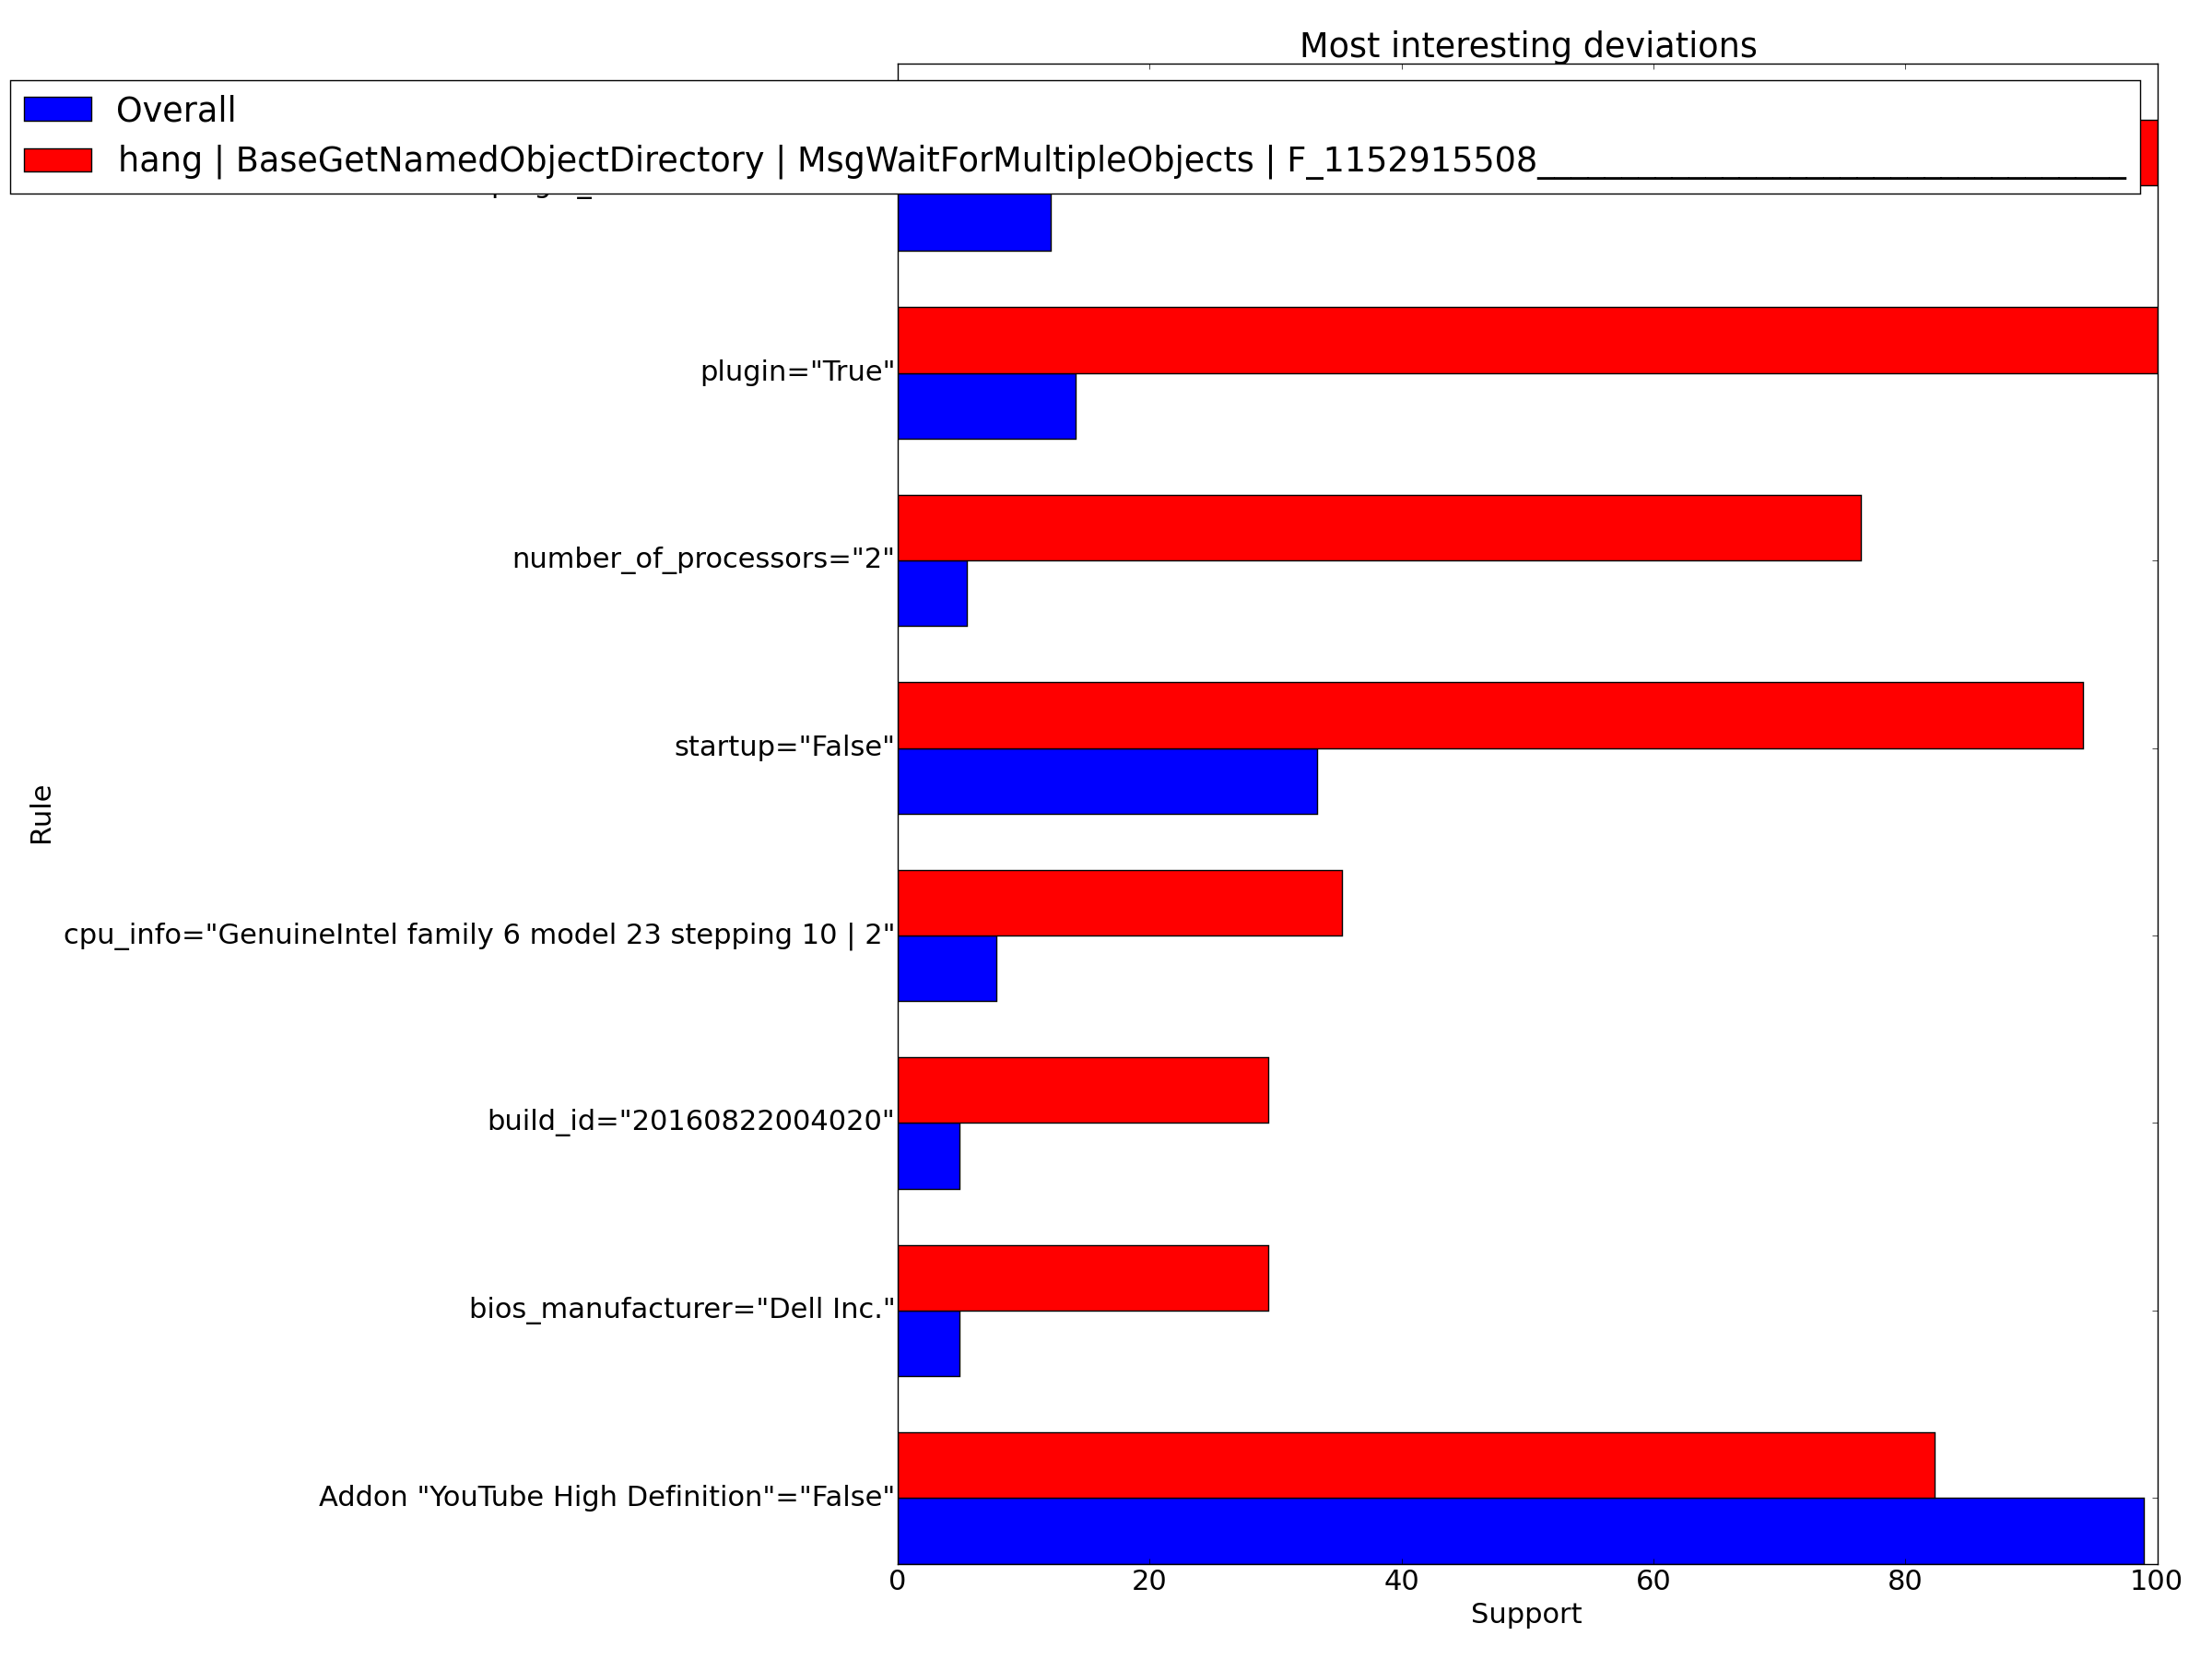 Most interesting deviations
Overall
hang | BaseGetNamedObjectDirectory | MsgWaitForMultipleObjects | F_1152915508___________________________________
plugin="True"
number_of_processors="2"
startup="False"
Rule
cpu_info="GenuineIntel family 6 model 23 stepping 10 | 2"
build_id="20160822004020"
bios_manufacturer="Dell Inc."
Addon "YouTube High Definition"="False"
0 20 40 60 80 100
Support